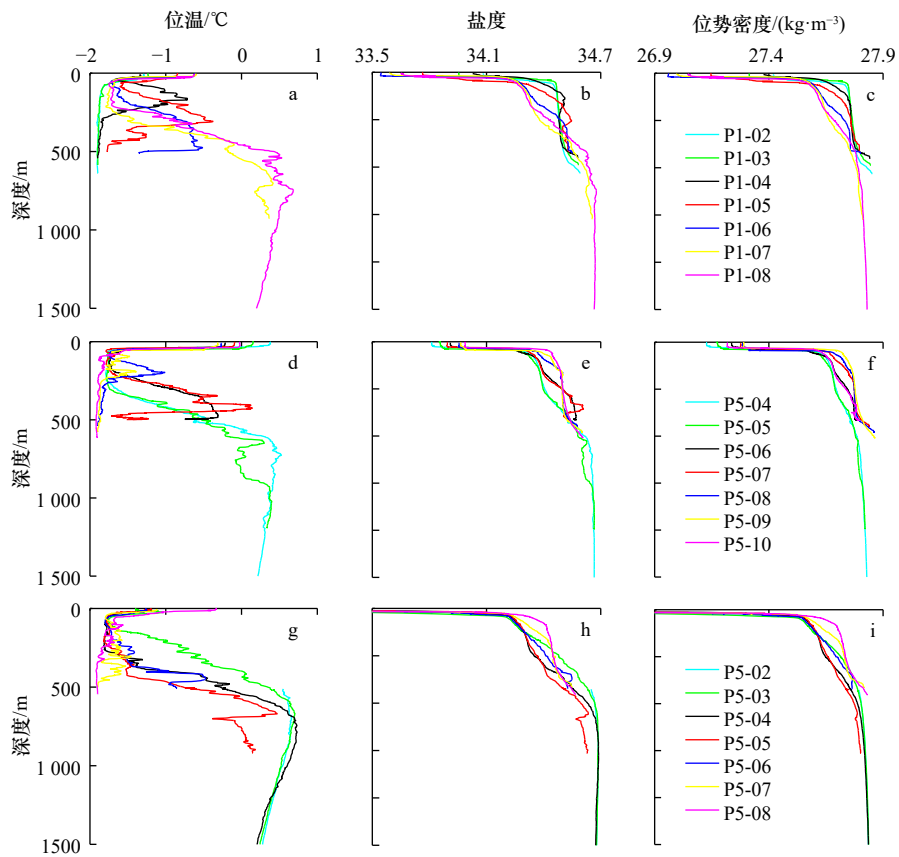 位温/℃ 盐度 位势密度/(kg·m⁻³)
−2 −1 0 1 33.5 34.1 34.7 26.9 27.4 27.9
0
500
1 000
1 500
深度/m
a b c
P1-02
P1-03
P1-04
P1-05
P1-06
P1-07
P1-08
0
500
1 000
1 500
深度/m
d e f
P5-04
P5-05
P5-06
P5-07
P5-08
P5-09
P5-10
0
500
1 000
1500
深度/m
g h i
P5-02
P5-03
P5-04
P5-05
P5-06
P5-07
P5-08